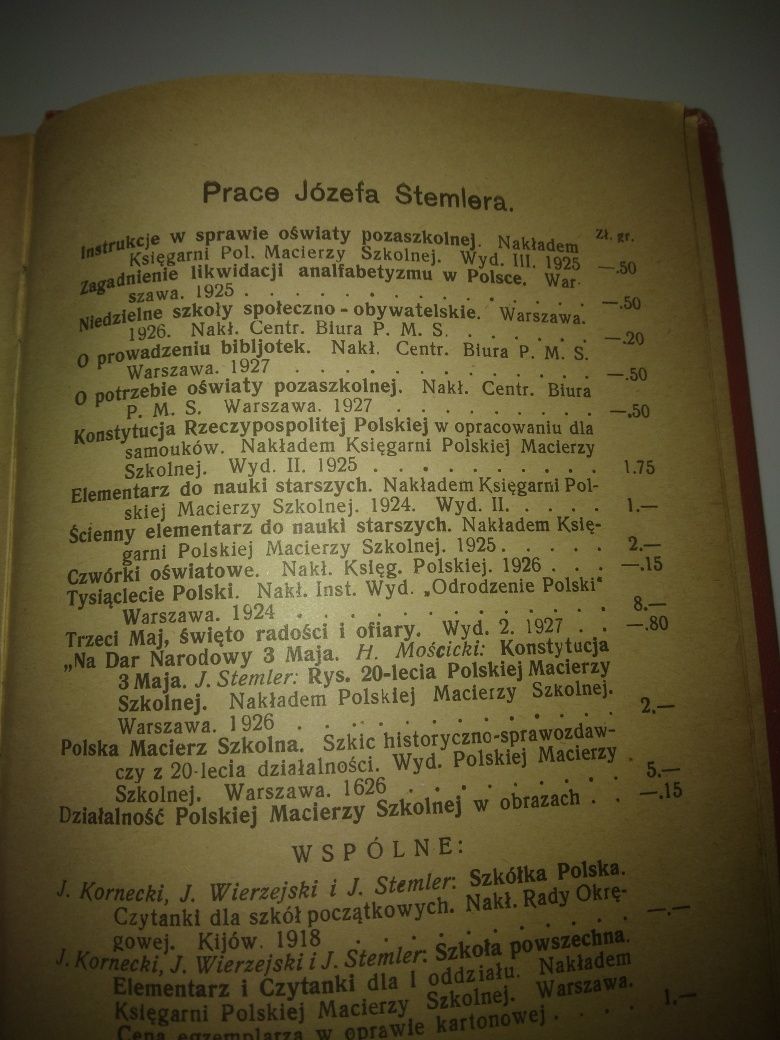 Prace Józefa Stemlera.
Zł. gr.
Instrukcje w sprawie oświaty pozaszkolnej. Nakładem
Księgarni Pol. Macierzy Szkolnej. Wyd. III. 1925 —.50
Zagadnienie likwidacji analfabetyzmu w Polsce. War-
szawa. 1925 . . . . . . . . . . . . . —.50
Niedzielne szkoły społeczno-obywatelskie. Warszawa.
1926. Nakł. Centr. Biura P. M. S. . . . . . . —.20
O prowadzeniu bibljotek. Nakł. Centr. Biura P. M. S.
Warszawa. 1927 . . . . . . . . . . . —.50
O potrzebie oświaty pozaszkolnej. Nakł. Centr. Biura
P. M. S. Warszawa. 1927 . . . . . . . . . —.50
Konstytucja Rzeczypospolitej Polskiej w opracowaniu dla
samouków. Nakładem Księgarni Polskiej Macierzy
Szkolnej. Wyd. II. 1925 . . . . . . . . . . 1.75
Elementarz do nauki starszych. Nakładem Księgarni Pol-
skiej Macierzy Szkolnej. 1924. Wyd. II. . . . . 1.—
Ścienny elementarz do nauki starszych. Nakładem Księ-
garni Polskiej Macierzy Szkolnej. 1925. . . . . 2.—
Czwórki oświatowe. Nakł. Księg. Polskiej. 1926 . . . —.15
Tysiąclecie Polski. Nakł. Inst. Wyd. „Odrodzenie Polski"
Warszawa. 1924 . . . . . . . . . . . . 8.—
Trzeci Maj, święto radości i ofiary. Wyd. 2. 1927 . . —.80
„Na Dar Narodowy 3 Maja. H. Mościcki: Konstytucja
3 Maja. J. Stemler: Rys. 20-lecia Polskiej Macierzy
Szkolnej. Nakładem Polskiej Macierzy Szkolnej.
Warszawa. 1926 . . . . . . . . . . . . 2.—
Polska Macierz Szkolna. Szkic historyczno-sprawozdaw-
czy z 20-lecia działalności. Wyd. Polskiej Macierzy
Szkolnej. Warszawa. 1626 . . . . . . . . . 5.—
Działalność Polskiej Macierzy Szkolnej w obrazach . . —.15
WSPÓLNE:
J. Kornecki, J. Wierzejski i J. Stemler: Szkółka Polska.
Czytanki dla szkół początkowych. Nakł. Rady Okrę-
gowej. Kijów. 1918 . . . . . . . . . . . —.—
J. Kornecki, J. Wierzejski i J. Stemler: Szkoła powszechna.
Elementarz i Czytanki dla I oddziału. Nakładem
Księgarni Polskiej Macierzy Szkolnej. Warszawa.
Cena egzemplarza w oprawie kartonowej . . . . 1.—